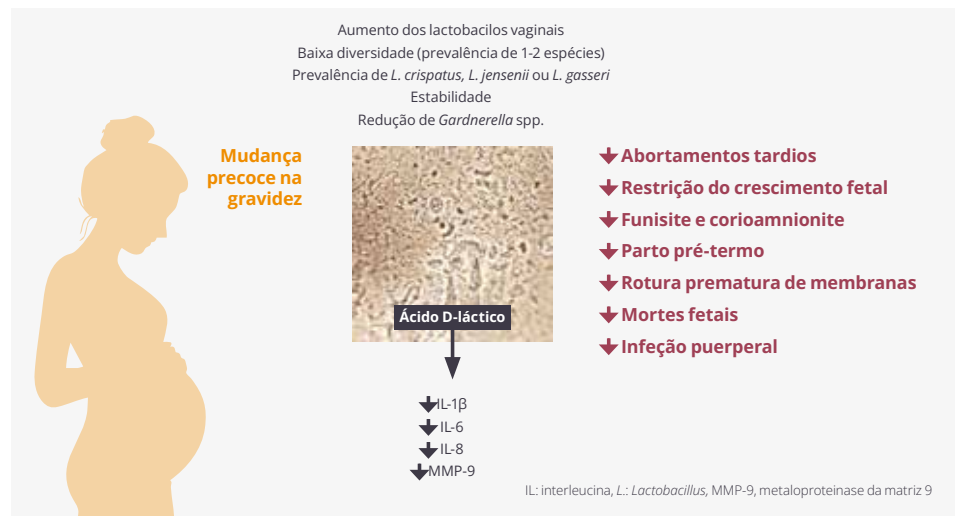 Aumento dos lactobacilos vaginais
Baixa diversidade (prevalência de 1-2 espécies)
Prevalência de L. crispatus, L. jensenii ou L. gasseri
Estabilidade
Redução de Gardnerella spp.
Mudança
precoce na
gravidez
Ácido D-láctico
IL-1β
IL-6
IL-8
MMP-9
Abortamentos tardios
Restrição do crescimento fetal
Funisite e corioamnionite
Parto pré-termo
Rotura prematura de membranas
Mortes fetais
Infeção puerperal
IL: interleucina, L.: Lactobacillus, MMP-9, metaloproteinase da matriz 9